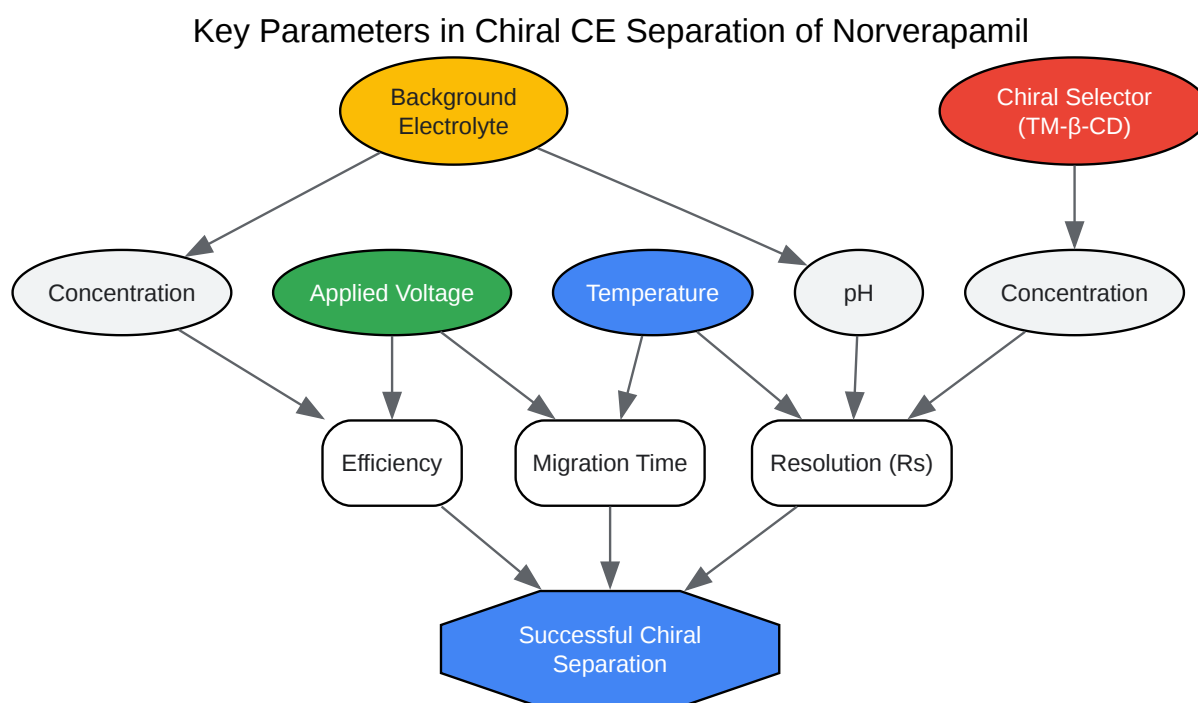 Key Parameters in Chiral CE Separation of Norverapamil
Background
Electrolyte
Chiral Selector
(TM-β-CD)
Concentration
Applied Voltage
Temperature
pH
Concentration
Efficiency
Migration Time
Resolution (Rs)
Successful Chiral
Separation